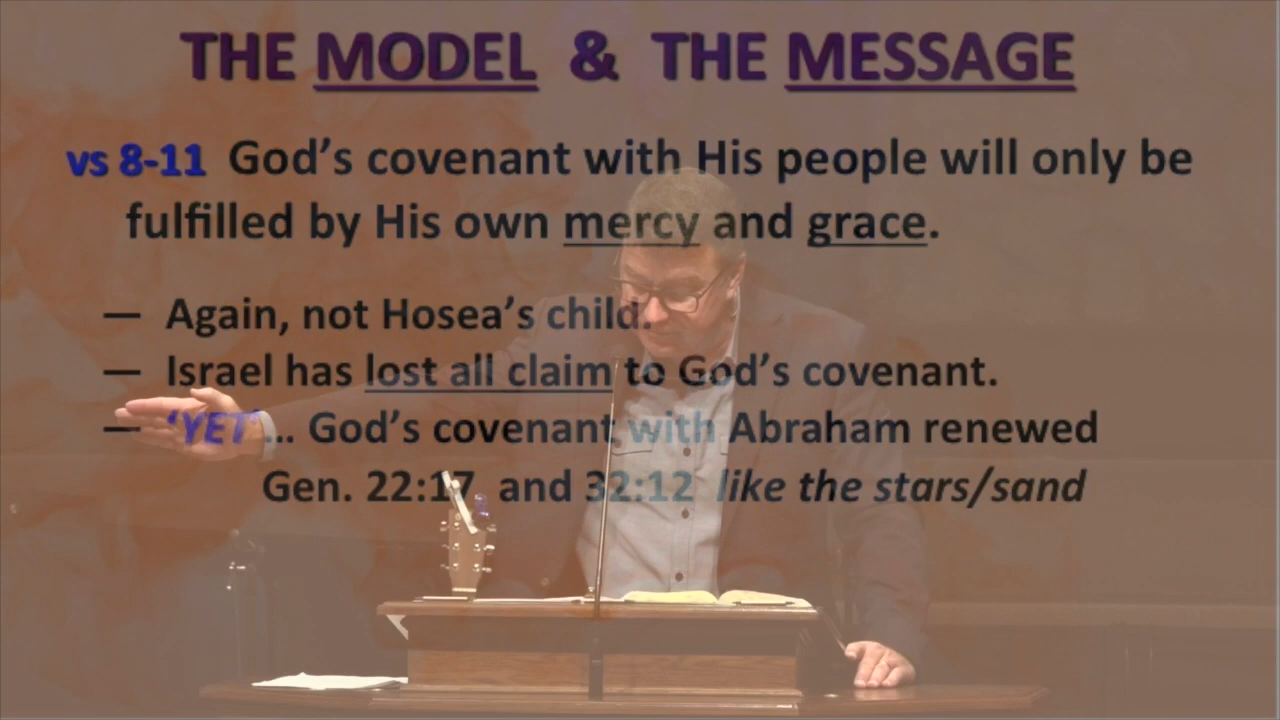 THE MODEL & THE MESSAGE
vs 8-11 God's covenant with His people will only be
fulfilled by His own mercy and grace.
— Again, not Hosea's child.
— Israel has lost all claim to God's covenant.
— 'YET'... God's covenant with Abraham renewed
Gen. 22:17 and 32:12 like the stars/sand